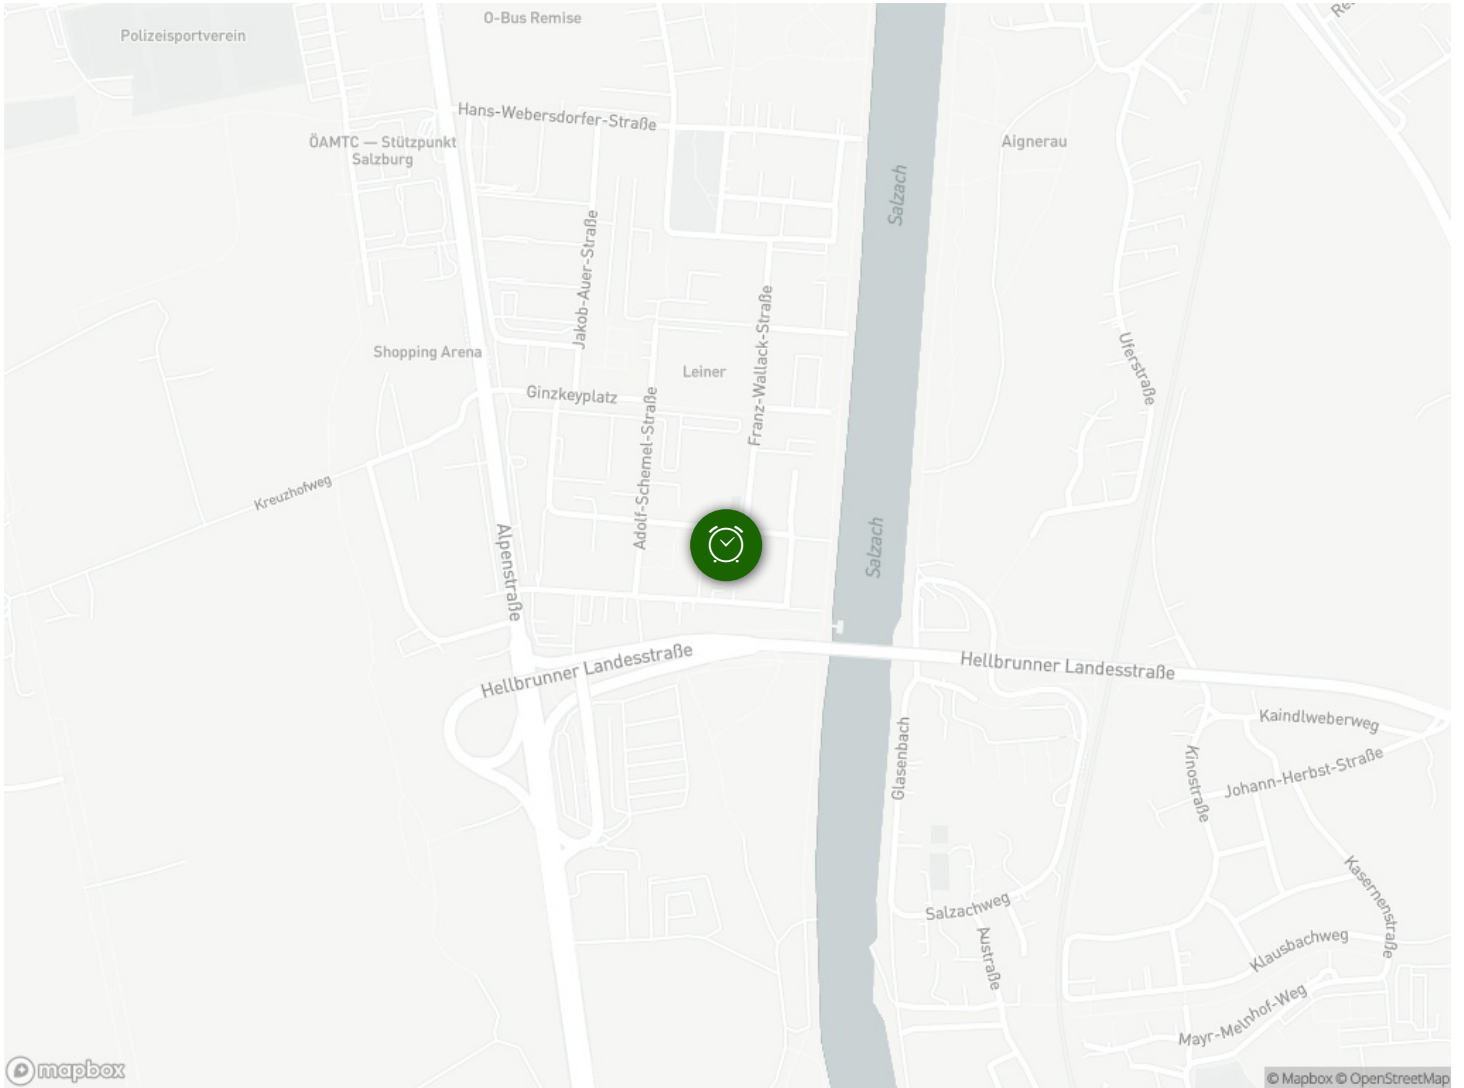 Polizeisportverein
O-Bus Remise
Hans-Webersdorfer-Straße
ÖAMTC — Stützpunkt
Salzburg
Aignerau
Salzach
Jakob-Auer-Straße
Franz-Wallack-Straße
Shopping Arena
Leiner
Uferstraße
Ginzkeyplatz
Adolf-Schemel-Straße
Kreuzhofweg
Alpenstraße
Salzach
Hellbrunner Landesstraße
Hellbrunner Landesstraße
Kaindlweberweg
Glasenbach
Kinostraße
Johann-Herbst-Straße
Kasernenstraße
Salzachweg
Austraße
Klausbachweg
Mayr-Melnhof-Weg
mapbox
© Mapbox © OpenStreetMap